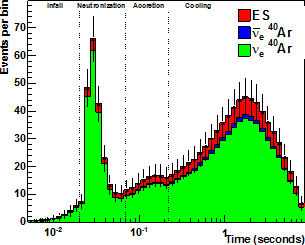 Infall Neutronization Accretion Cooling
Events per bin
70
60
50
40
30
20
10
0
ES
ν̅e 40Ar
νe 40Ar
10-2 10-1 1
Time (seconds)